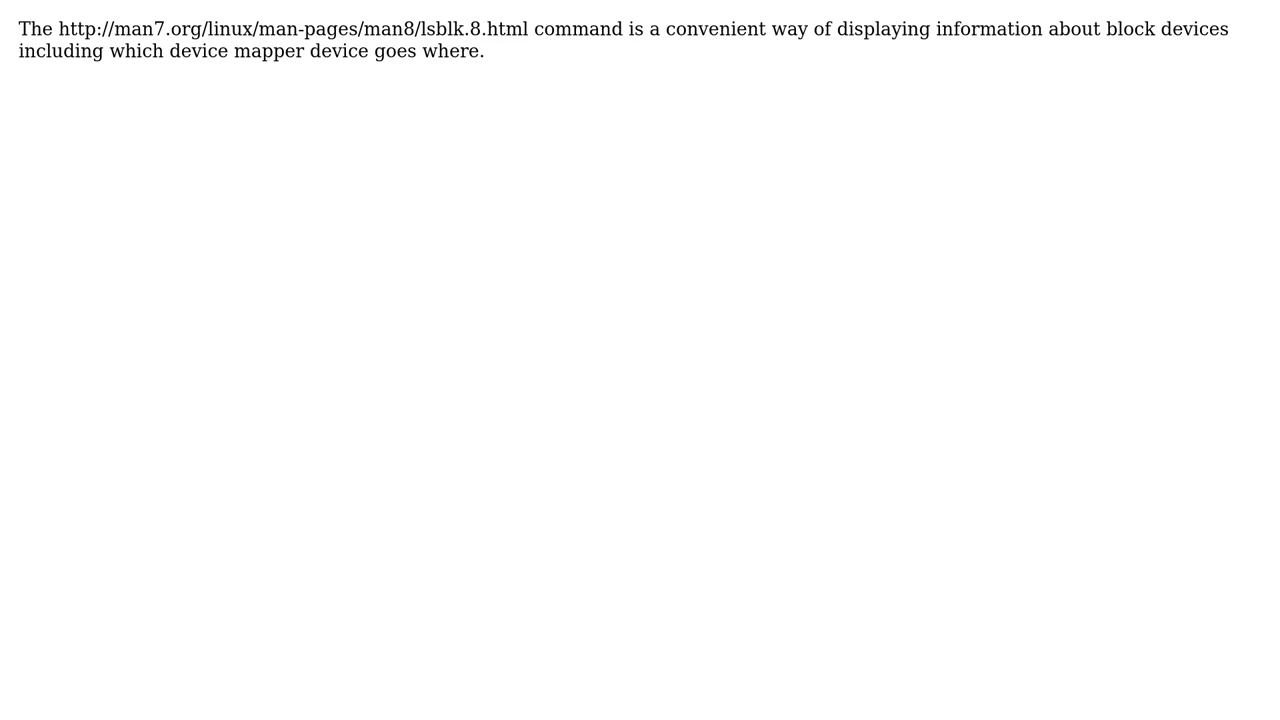 The http://man7.org/linux/man-pages/man8/lsblk.8.html command is a convenient way of displaying information about block devices
including which device mapper device goes where.